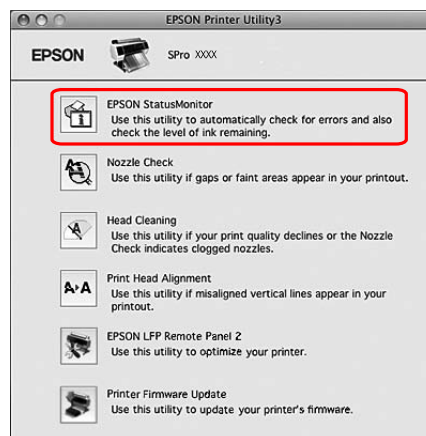 EPSON Printer Utility3
EPSON
SPro XXXX
EPSON StatusMonitor
Use this utility to automatically check for errors and also
check the level of ink remaining.
Nozzle Check
Use this utility if gaps or faint areas appear in your printout.
Head Cleaning
Use this utility if your print quality declines or the Nozzle
Check indicates clogged nozzles.
Print Head Alignment
Use this utility if misaligned vertical lines appear in your
printout.
EPSON LFP Remote Panel 2
Use this utility to optimize your printer.
Printer Firmware Update
Use this utility to update your printer's firmware.